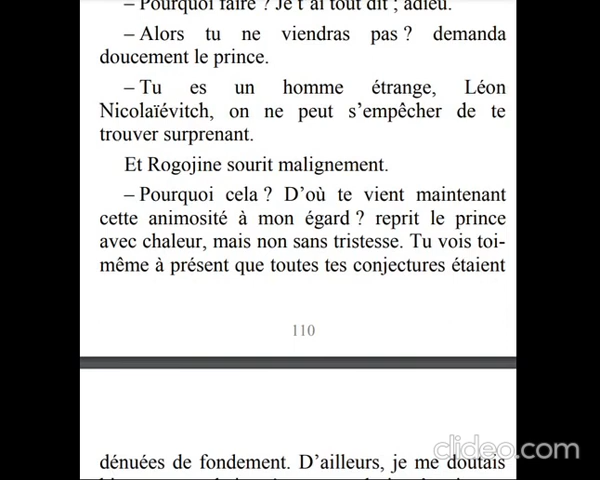 – Pourquoi faire ? Je t'ai tout dit ; adieu.
– Alors tu ne viendras pas ? demanda
doucement le prince.
– Tu es un homme étrange, Léon
Nicolaïévitch, on ne peut s'empêcher de te
trouver surprenant.
Et Rogojine sourit malignement.
– Pourquoi cela ? D'où te vient maintenant
cette animosité à mon égard ? reprit le prince
avec chaleur, mais non sans tristesse. Tu vois toi-
même à présent que toutes tes conjectures étaient
110
dénuées de fondement. D'ailleurs, je me doutais
clideo.com